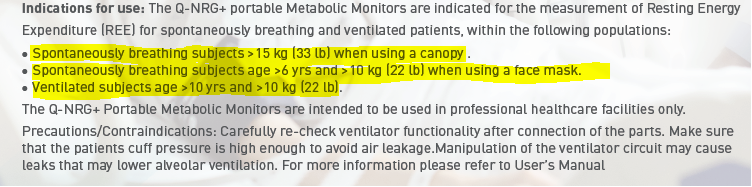 Indications for use: The Q-NRG+ portable Metabolic Monitors are indicated for the measurement of Resting Energy
Expenditure (REE) for spontaneously breathing and ventilated patients, within the following populations:
• Spontaneously breathing subjects >15 kg (33 lb) when using a canopy .
• Spontaneously breathing subjects age >6 yrs and >10 kg (22 lb) when using a face mask.
• Ventilated subjects age >10 yrs and >10 kg (22 lb).
The Q-NRG+ Portable Metabolic Monitors are intended to be used in professional healthcare facilities only.
Precautions/Contraindications: Carefully re-check ventilator functionality after connection of the parts. Make sure
that the patients cuff pressure is high enough to avoid air leakage.Manipulation of the ventilator circuit may cause
leaks that may lower alveolar ventilation. For more information please refer to User's Manual